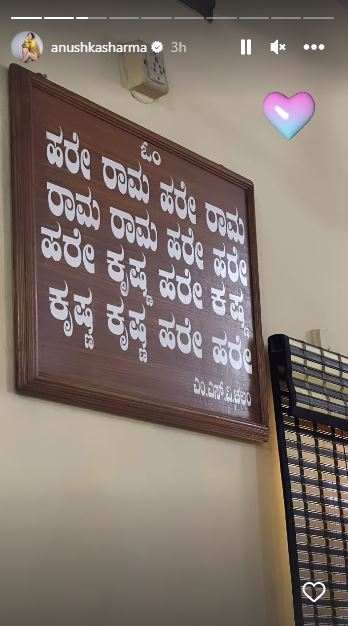 anushkasharma 3h
ಓಂ
ಹರೇ ರಾಮ ಹರೇ ರಾಮ
ರಾಮ ರಾಮ ಹರೇ ಹರೇ
ಹರೇ ಕೃಷ್ಣ ಹರೇ ಕೃಷ್ಣ
ಕೃಷ್ಣ ಕೃಷ್ಣ ಹರೇ ಹರೇ